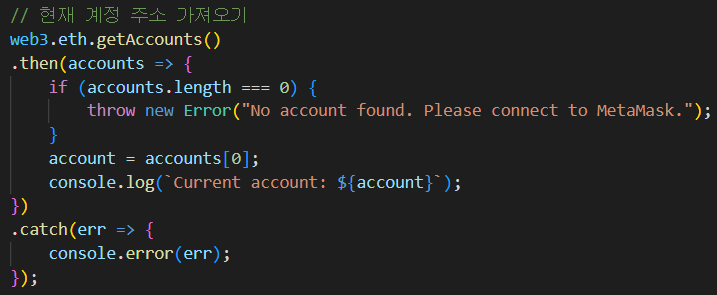 // 현재 계정 주소 가져오기
web3.eth.getAccounts()
.then(accounts => {
    if (accounts.length === 0) {
        throw new Error("No account found. Please connect to MetaMask.");
    }
    account = accounts[0];
    console.log(`Current account: ${account}`);
})
.catch(err => {
    console.error(err);
});